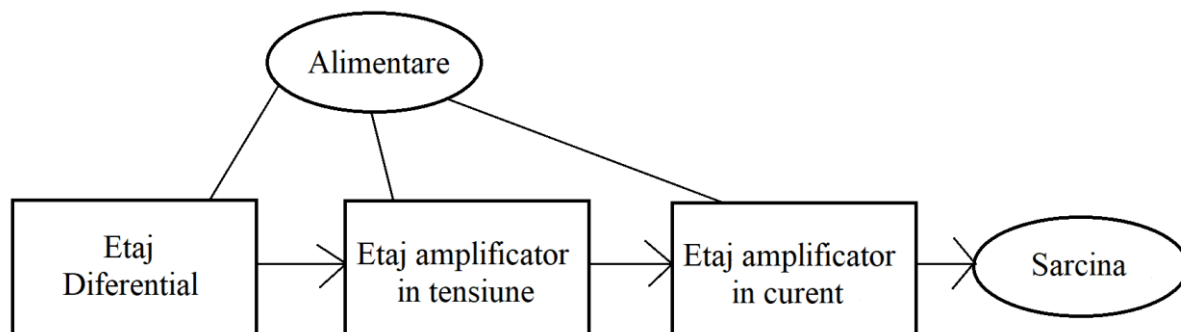 Alimentare
Etaj
Diferential
Etaj amplificator
in tensiune
Etaj amplificator
in curent
Sarcina